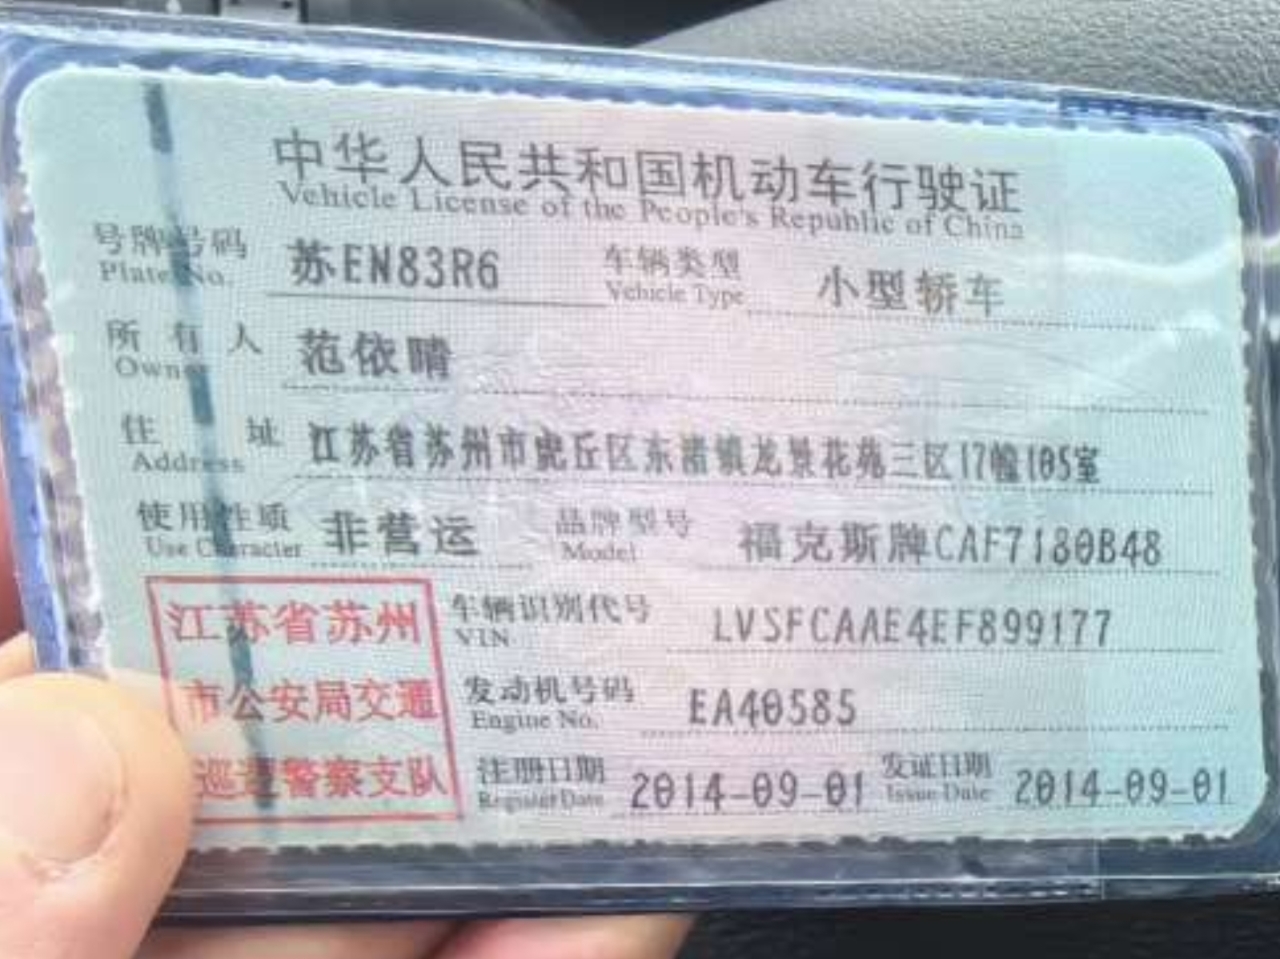 中华人民共和国机动车行驶证
Vehicle License of the People's Republic of China
号牌号码 苏EN83R6 车辆类型 小型轿车
Plate No. Vehicle Type
所有人 范依晴
Owner
住址 江苏省苏州市虎丘区东渚镇龙景花苑三区17幢105室
Address
使用性质 非营运 品牌型号 福克斯牌CAF7180B48
Use Character Model
江苏省苏州 车辆识别代号 LVSFCAAE4EF899177
VIN
市公安局交通 发动机号码 EA40585
Engine No.
巡逻警察支队 注册日期 2014-09-01 发证日期 2014-09-01
Register Date Issue Date